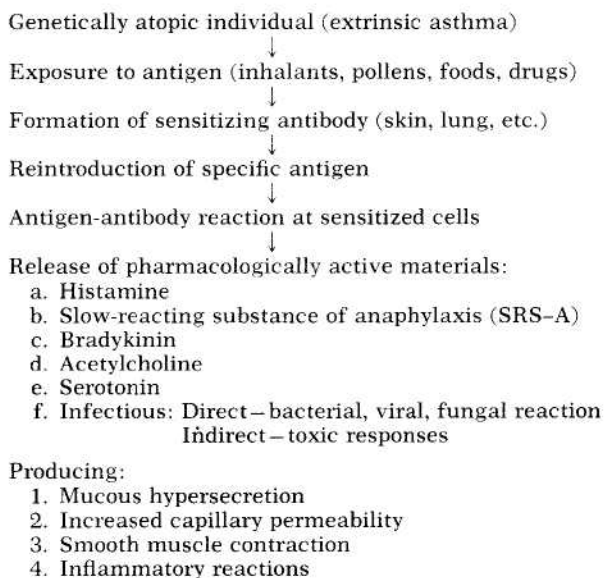 Genetically atopic individual (extrinsic asthma)
↓
Exposure to antigen (inhalants, pollens, foods, drugs)
↓
Formation of sensitizing antibody (skin, lung, etc.)
↓
Reintroduction of specific antigen
↓
Antigen-antibody reaction at sensitized cells
↓
Release of pharmacologically active materials:
a. Histamine
b. Slow-reacting substance of anaphylaxis (SRS–A)
c. Bradykinin
d. Acetylcholine
e. Serotonin
f. Infectious: Direct – bacterial, viral, fungal reaction
Indirect – toxic responses
Producing:
1. Mucous hypersecretion
2. Increased capillary permeability
3. Smooth muscle contraction
4. Inflammatory reactions